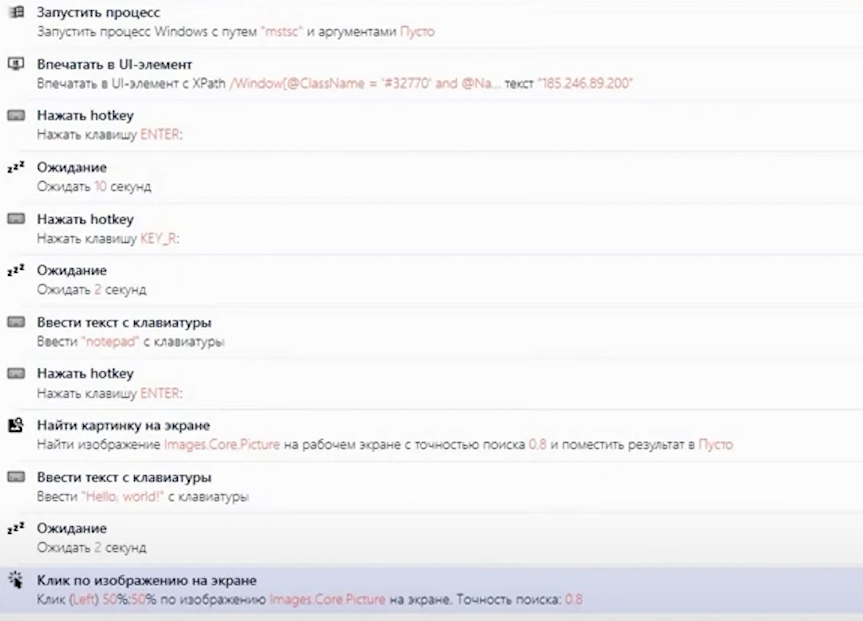 Запустить процесс
Запустить процесс Windows с путем "mstsc" и аргументами Пусто
Впечатать в UI-элемент
Впечатать в UI-элемент с XPath /Window[@ClassName = '#32770' and @Na... текст "185.246.89.200"
Нажать hotkey
Нажать клавишу ENTER:
Ожидание
Ожидать 10 секунд
Нажать hotkey
Нажать клавишу KEY_R:
Ожидание
Ожидать 2 секунд
Ввести текст с клавиатуры
Ввести "notepad" с клавиатуры
Нажать hotkey
Нажать клавишу ENTER:
Найти картинку на экране
Найти изображение Images.Core.Picture на рабочем экране с точностью поиска 0.8 и поместить результат в Пусто
Ввести текст с клавиатуры
Ввести "Hello, world!" с клавиатуры
Ожидание
Ожидать 2 секунд
Клик по изображению на экране
Клик (Left) 50%:50% по изображению Images.Core.Picture на экране. Точность поиска: 0.8